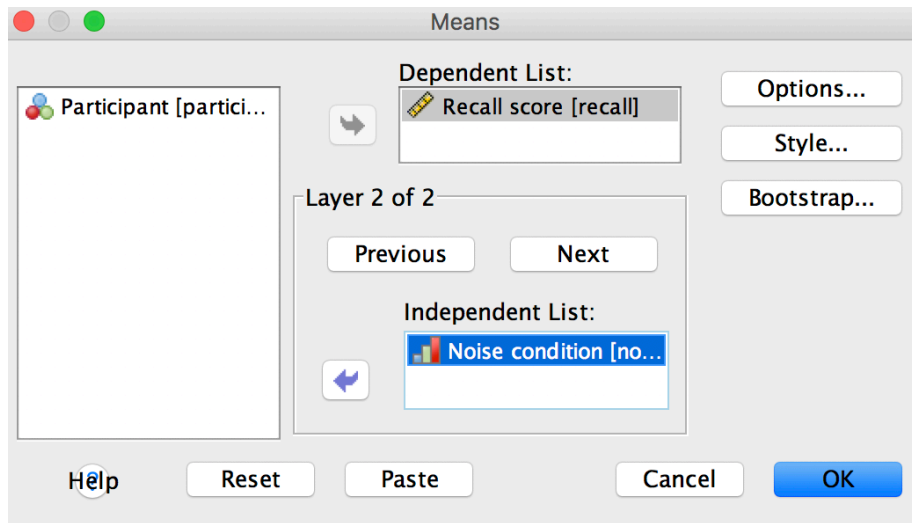 Means
Participant [partici...
Dependent List:
Recall score [recall]
Layer 2 of 2
Previous
Next
Independent List:
Noise condition [no...
Options...
Style...
Bootstrap...
Help
Reset
Paste
Cancel
OK